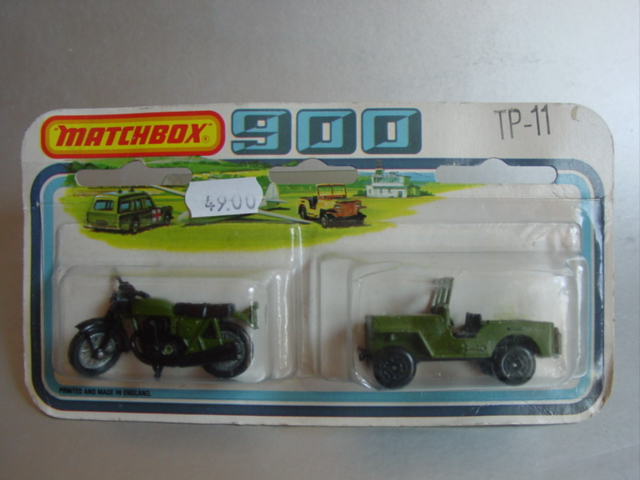 MATCHBOX 900
TP-11
49.00
PRINTED AND MADE IN ENGLAND.